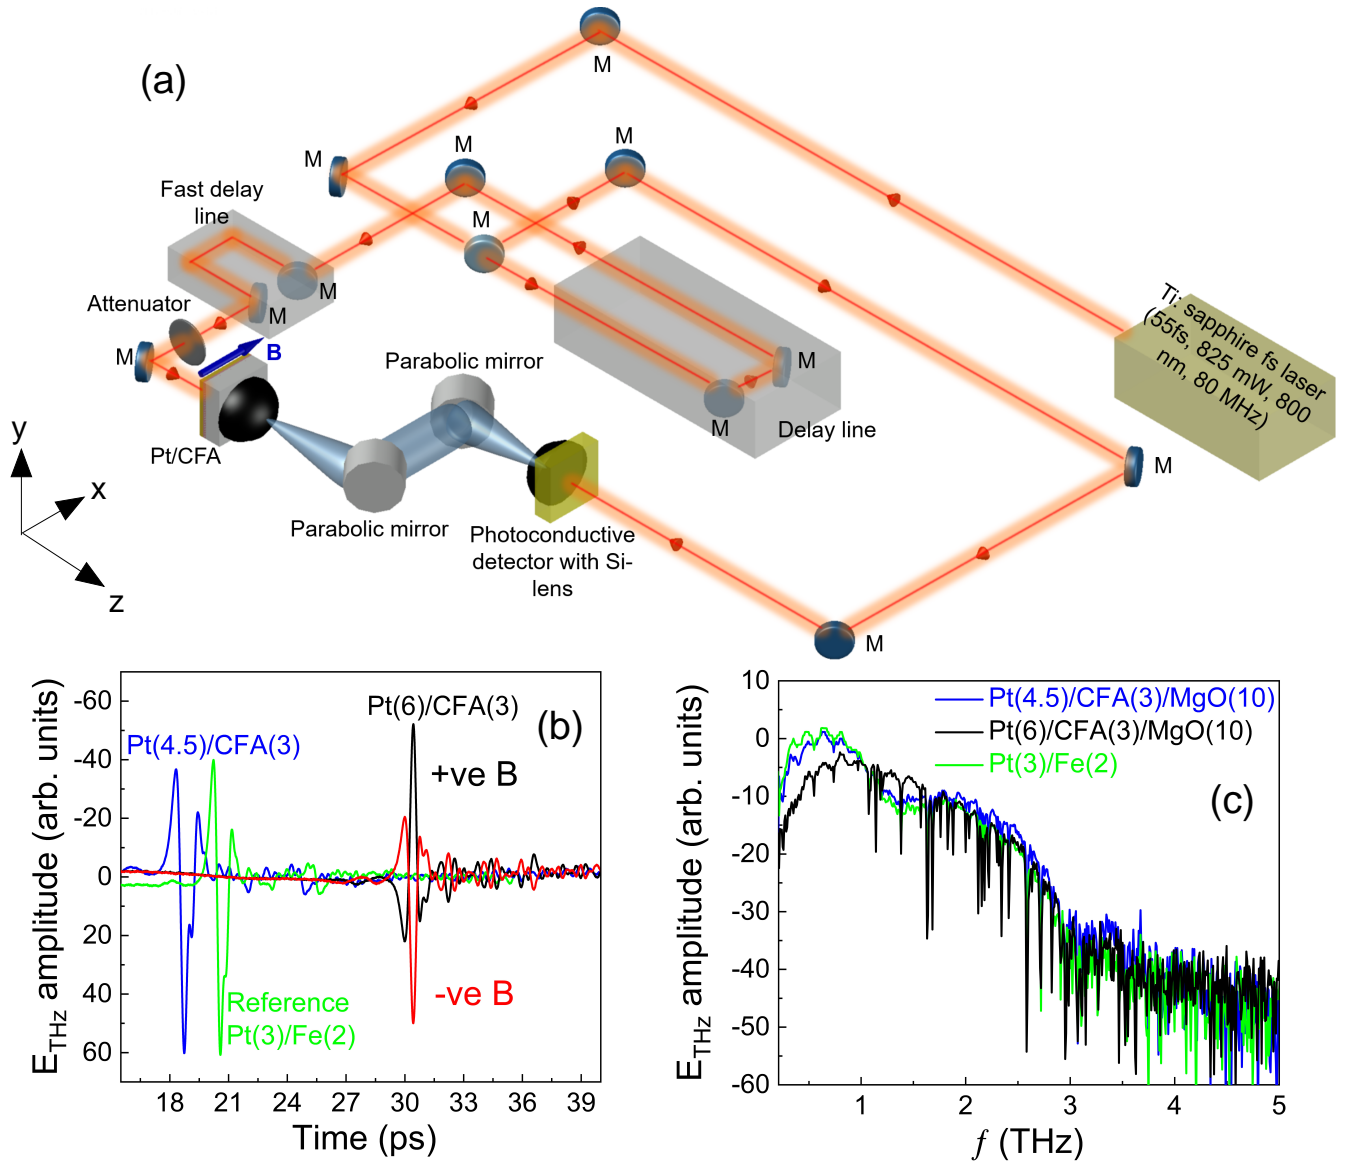 (a)
M
M
M
M
Fast delay
line
M
M
Attenuator
M
M
B
Ti: sapphire fs laser
(55fs, 825 mW, 800
nm, 80 MHz)
Parabolic mirror
M
M
Delay line
Pt/CFA
y
x
z
Parabolic mirror
Photoconductive
detector with Si-
lens
M
M
(b)
-60
-40
-20
0
20
40
60
E_THz amplitude (arb. units)
Pt(4.5)/CFA(3)
Pt(6)/CFA(3)
+ve B
-ve B
Reference
Pt(3)/Fe(2)
18 21 24 27 30 33 36 39
Time (ps)
(c)
10
0
-10
-20
-30
-40
-50
-60
E_THz amplitude (arb. units)
Pt(4.5)/CFA(3)/MgO(10)
Pt(6)/CFA(3)/MgO(10)
Pt(3)/Fe(2)
1 2 3 4 5
f (THz)